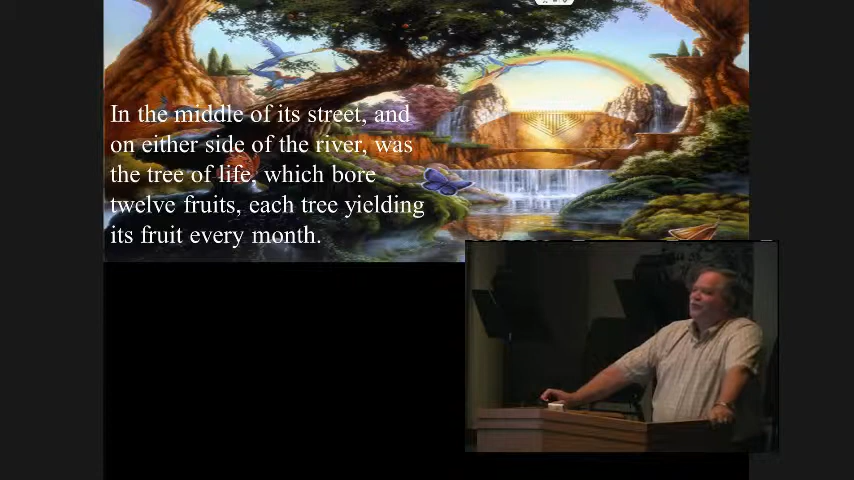 In the middle of its street, and
on either side of the river, was
the tree of life, which bore
twelve fruits, each tree yielding
its fruit every month.